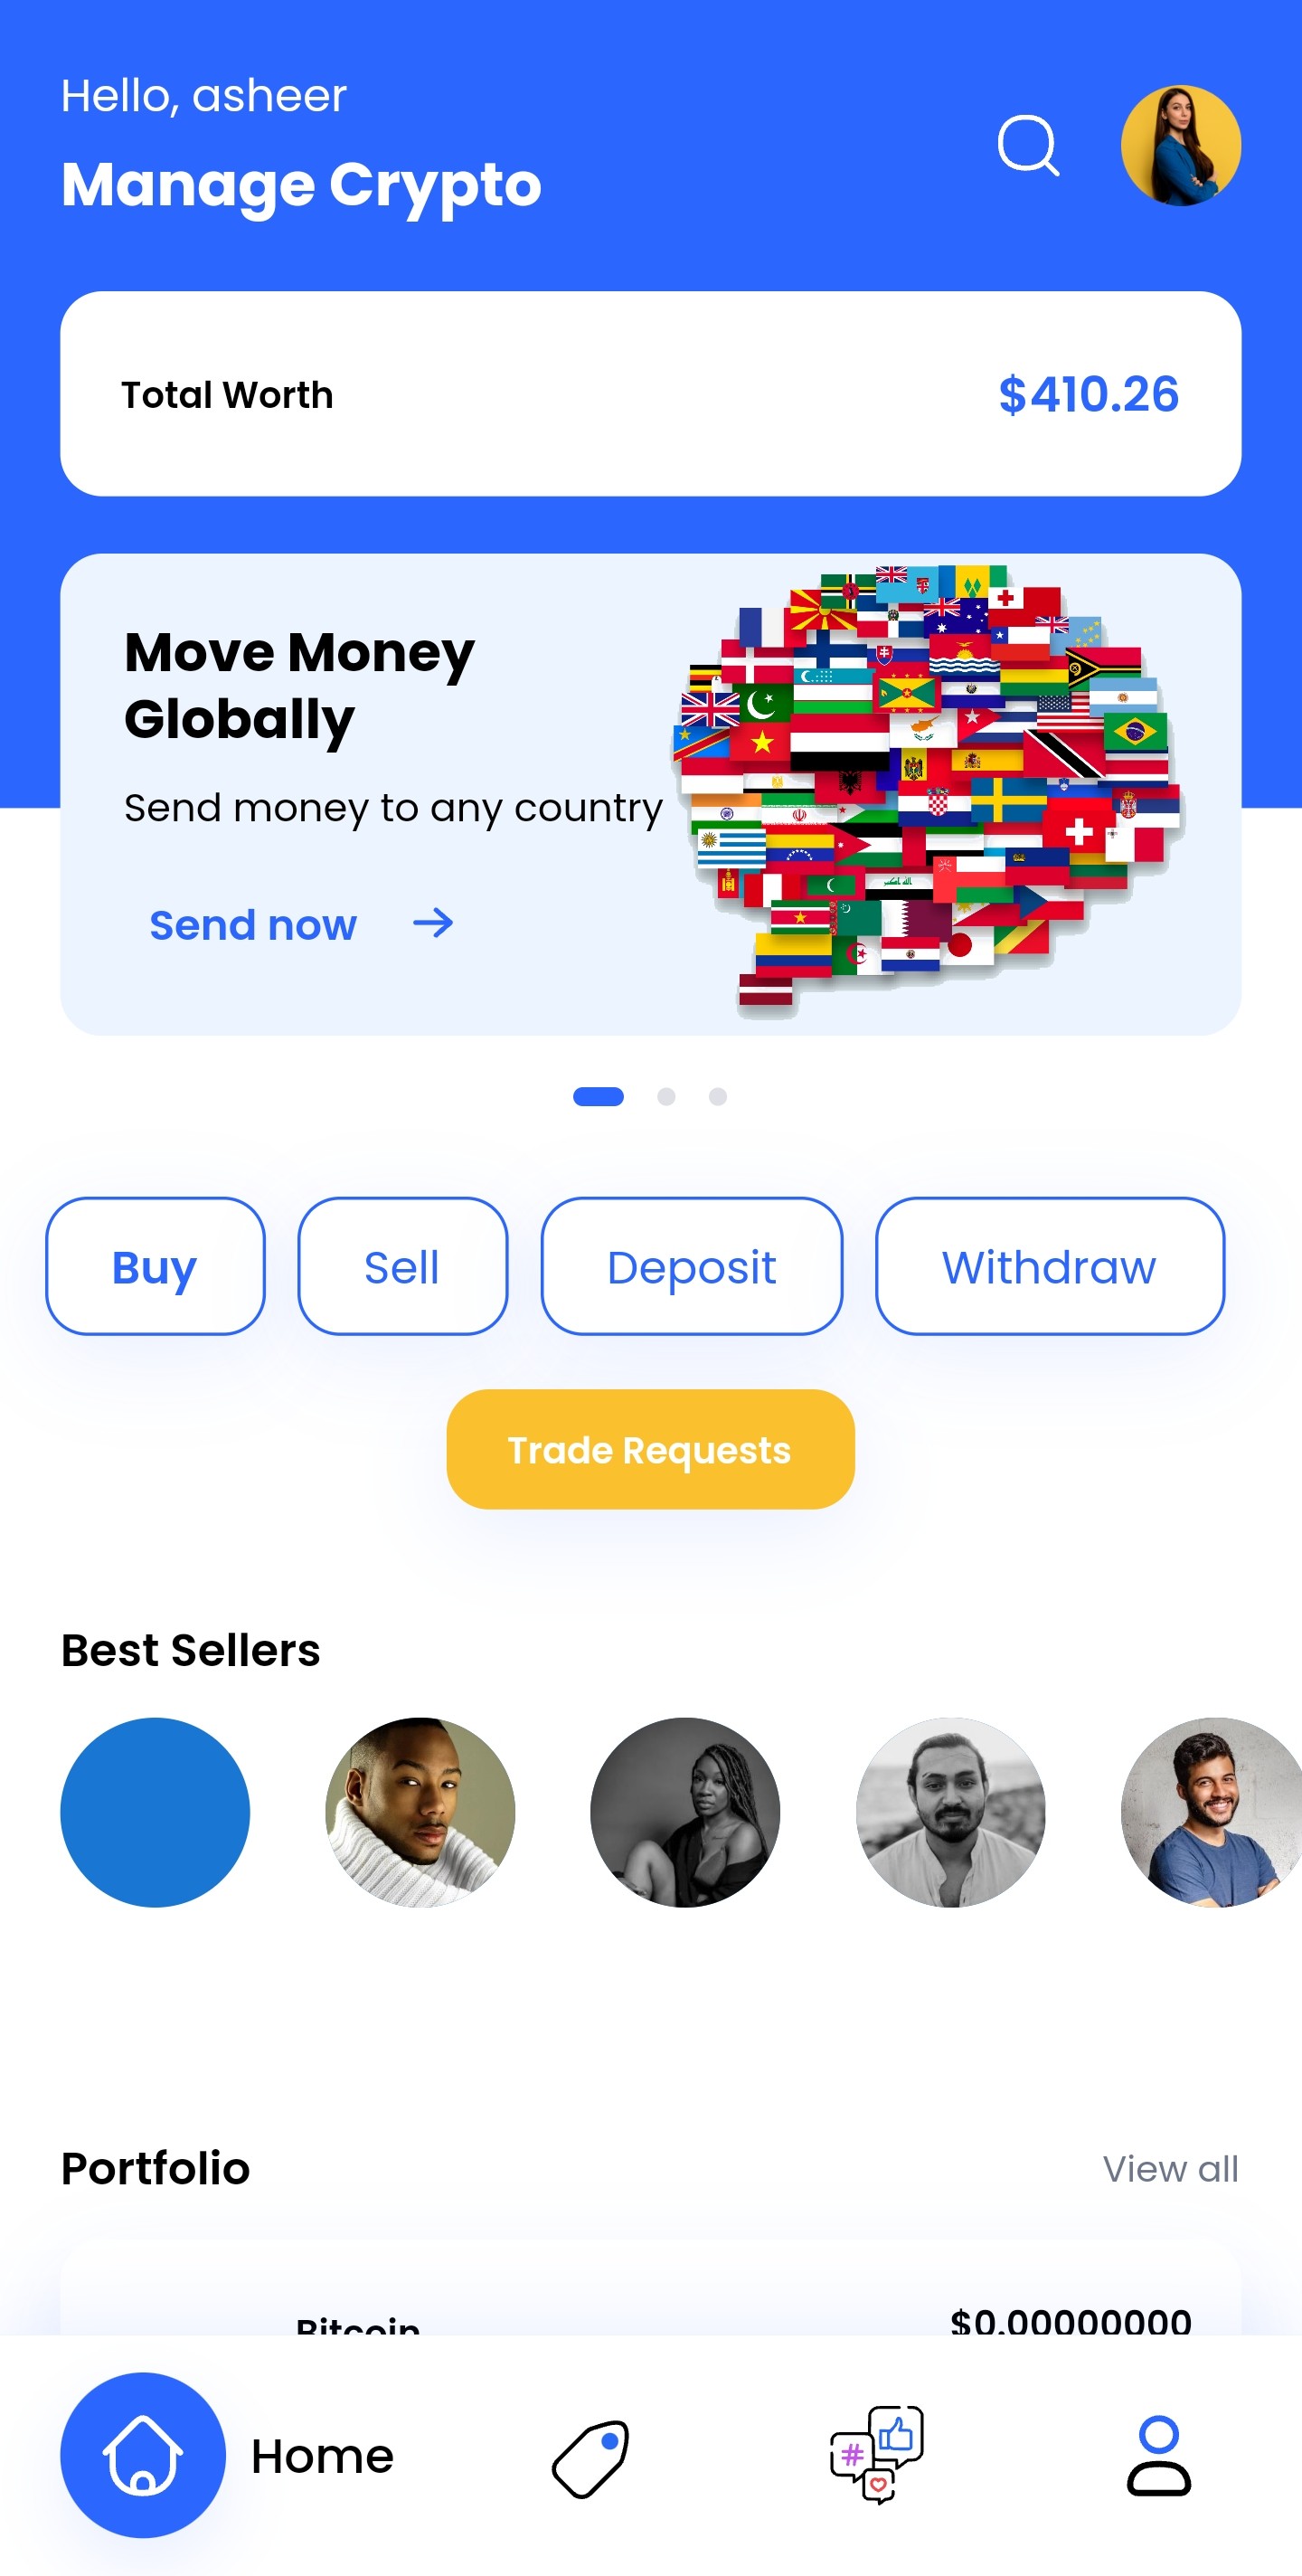 Hello, asheer
Manage Crypto
Total Worth
$410.26
Move Money
Globally
Send money to any country
Send now
Buy
Sell
Deposit
Withdraw
Trade Requests
Best Sellers
Portfolio
View all
Bitcoin
$0.00000000
Home